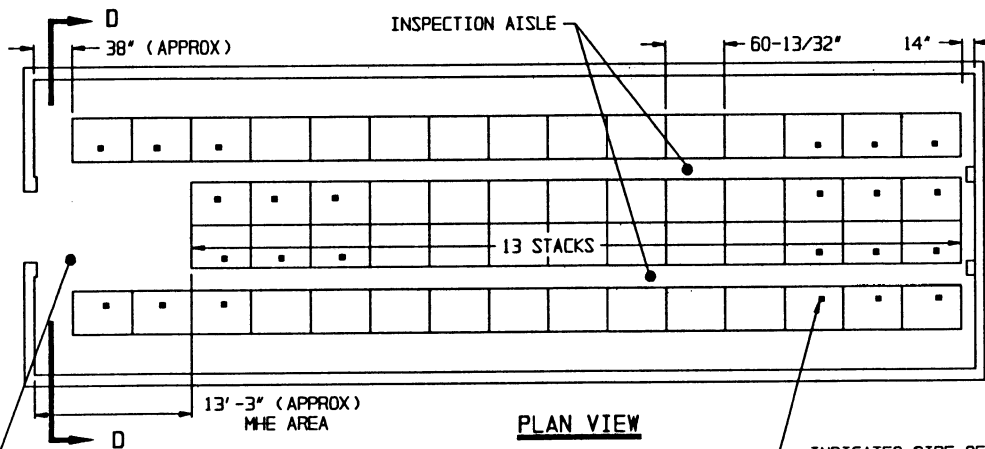 D
INSPECTION AISLE
38" (APPROX)
60-13/32"
14"
13 STACKS
13'-3" (APPROX)
MHE AREA
PLAN VIEW
D